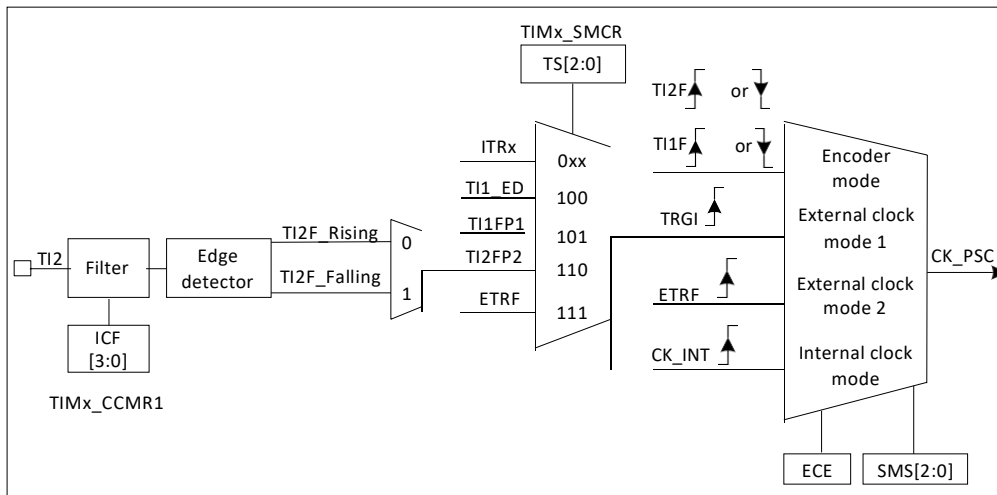 TIMx_SMCR
TS[2:0]
TI2F or
TI1F or
ITRx
0xx
TI1_ED
100
TI1FP1
101
TI2FP2
110
ETRF
111
TRGI
ETRF
CK_INT
Encoder
mode
External clock
mode 1
External clock
mode 2
Internal clock
mode
CK_PSC
TI2
Filter
Edge
detector
TI2F_Rising
TI2F_Falling
0
1
ICF
[3:0]
TIMx_CCMR1
ECE
SMS[2:0]